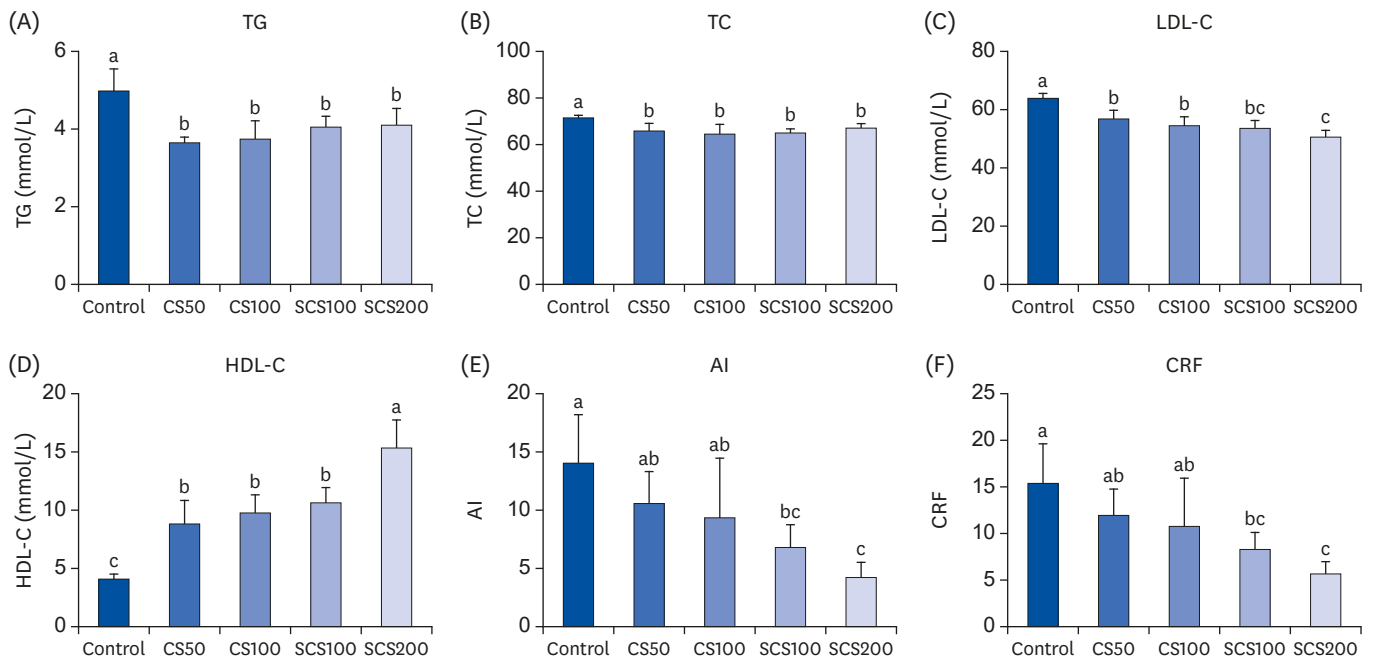 (A) TG
TG (mmol/L)
6
4
2
0
a b b b b
Control CS50 CS100 SCS100 SCS200
(B) TC
TC (mmol/L)
100
80
60
40
20
0
a b b b b
Control CS50 CS100 SCS100 SCS200
(C) LDL-C
LDL-C (mmol/L)
80
60
40
20
0
a b b bc c
Control CS50 CS100 SCS100 SCS200
(D) HDL-C
HDL-C (mmol/L)
20
15
10
5
0
c b b b a
Control CS50 CS100 SCS100 SCS200
(E) AI
AI
20
15
10
5
0
a ab ab bc c
Control CS50 CS100 SCS100 SCS200
(F) CRF
CRF
25
20
15
10
5
0
a ab ab bc c
Control CS50 CS100 SCS100 SCS200